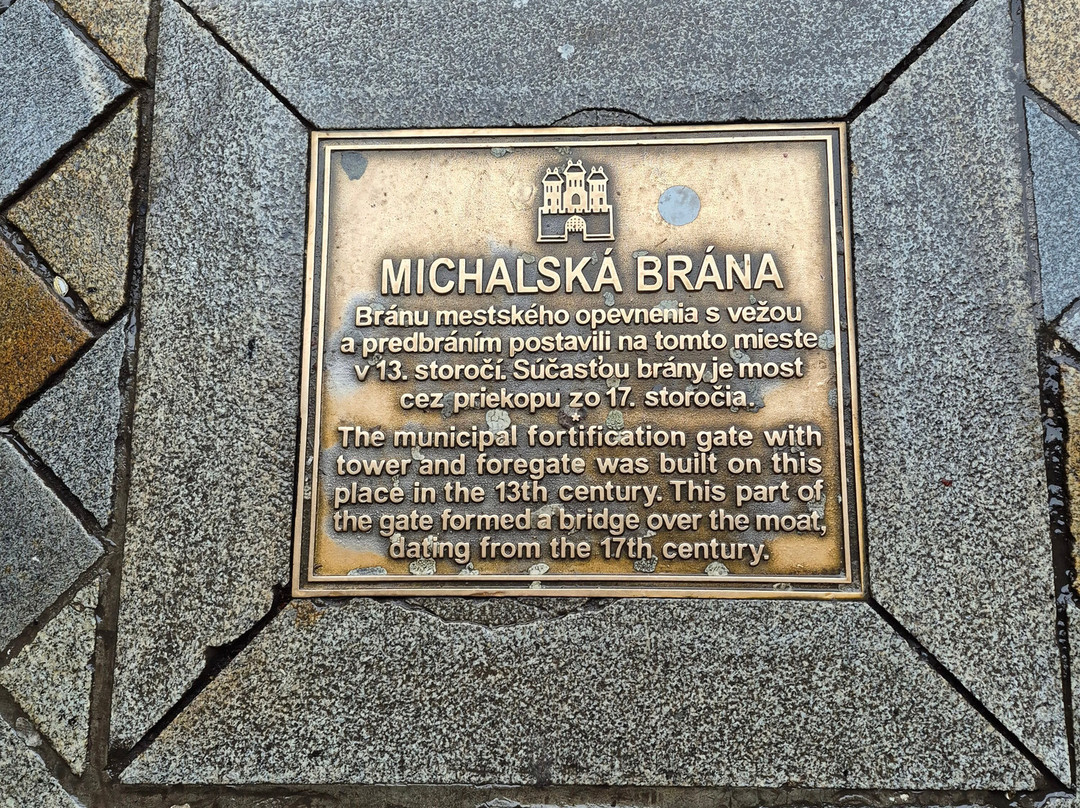 MICHALSKÁ BRÁNA
Bránu mestského opevnenia s vežou
a predbráním postavili na tomto mieste
v 13. storočí. Súčasťou brány je most
cez priekopu zo 17. storočia.
*
The municipal fortification gate with
tower and foregate was built on this
place in the 13th century. This part of
the gate formed a bridge over the moat,
dating from the 17th century.